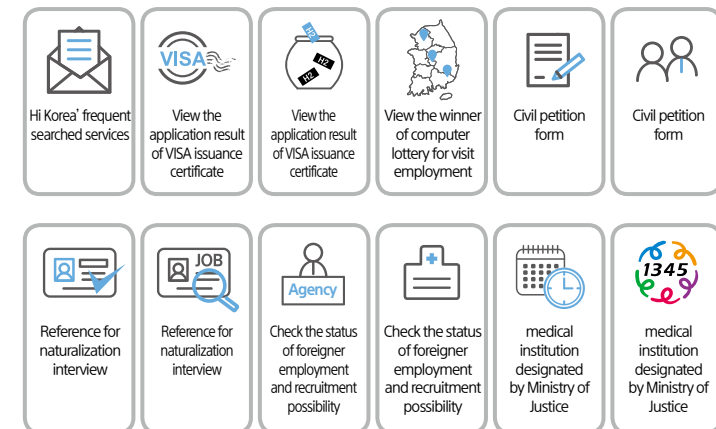 Hi Korea' frequent
searched services
VISA
View the
application result
of VISA issuance
certificate
H2
H2
H2
View the
application result
of VISA issuance
certificate
View the winner
of computer
lottery for visit
employment
Civil petition
form
Civil petition
form
Reference for
naturalization
interview
JOB
Reference for
naturalization
interview
Agency
Check the status
of foreigner
employment
and recruitment
possibility
Check the status
of foreigner
employment
and recruitment
possibility
medical
institution
designated
by Ministry of
Justice
1345
medical
institution
designated
by Ministry of
Justice